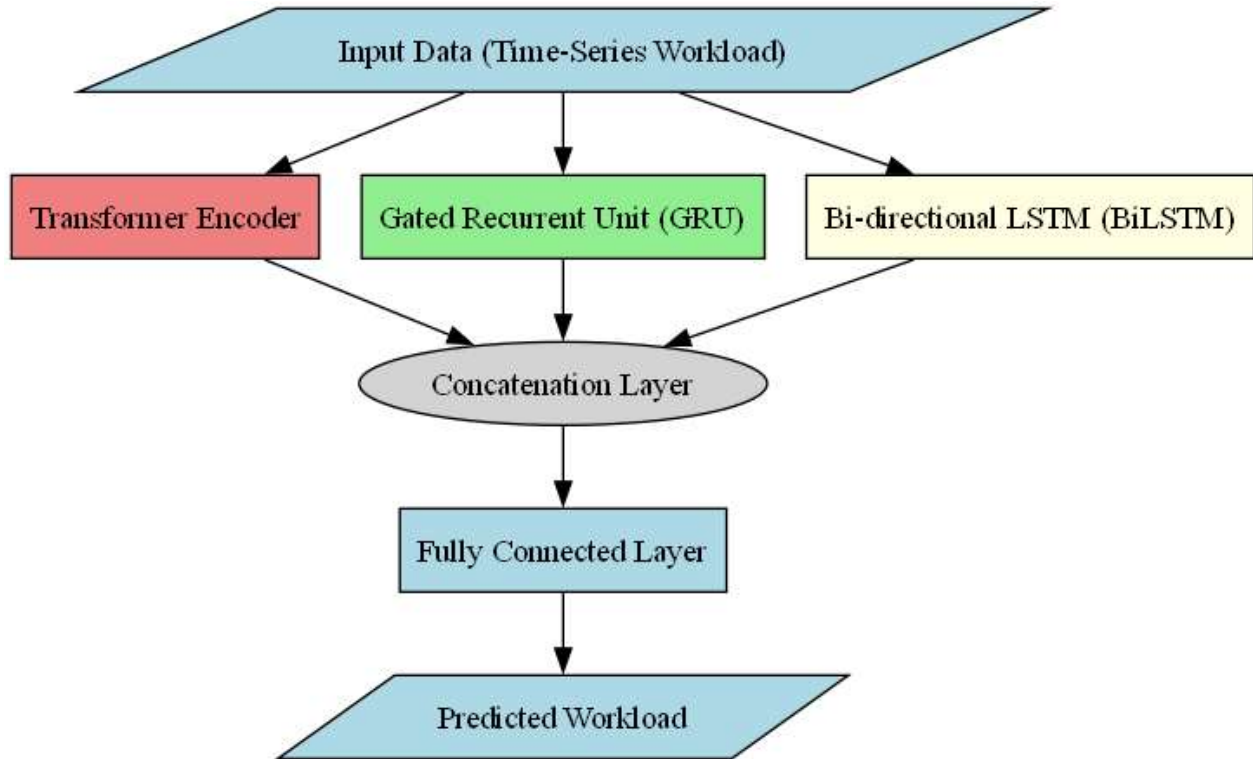 Input Data (Time-Series Workload)
Transformer Encoder
Gated Recurrent Unit (GRU)
Bi-directional LSTM (BiLSTM)
Concatenation Layer
Fully Connected Layer
Predicted Workload